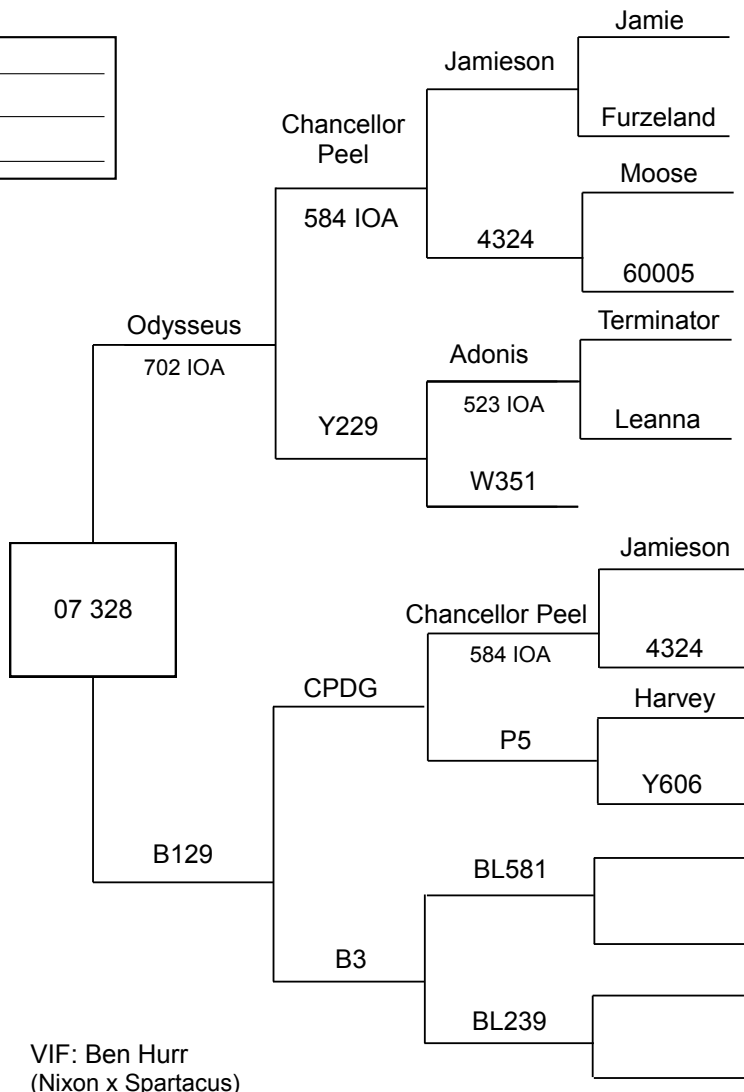 Jamie
Jamieson
Furzeland
Chancellor
Peel
Moose
584 IOA
4324
60005
Odysseus
Terminator
702 IOA
Adonis
523 IOA
Y229
Leanna
W351
Jamieson
07 328
Chancellor Peel
584 IOA
4324
CPDG
Harvey
P5
Y606
B129
BL581
B3
BL239
VIF: Ben Hurr
(Nixon x Spartacus)